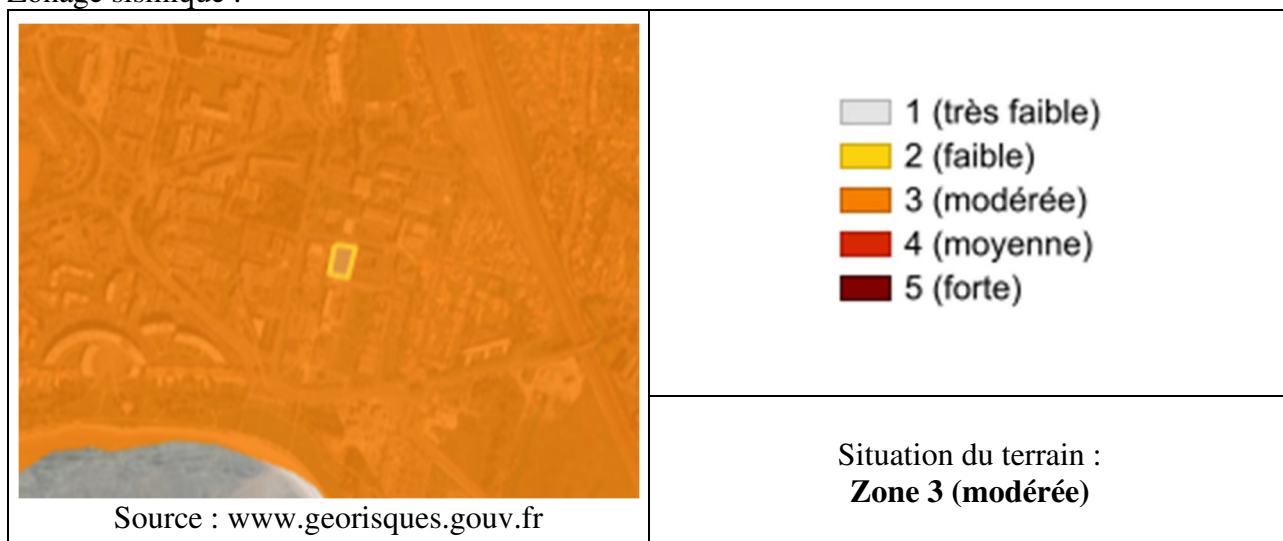 Zonage sismique :
1 (très faible)
2 (faible)
3 (modérée)
4 (moyenne)
5 (forte)
Situation du terrain :
Zone 3 (modérée)
Source : www.georisques.gouv.fr